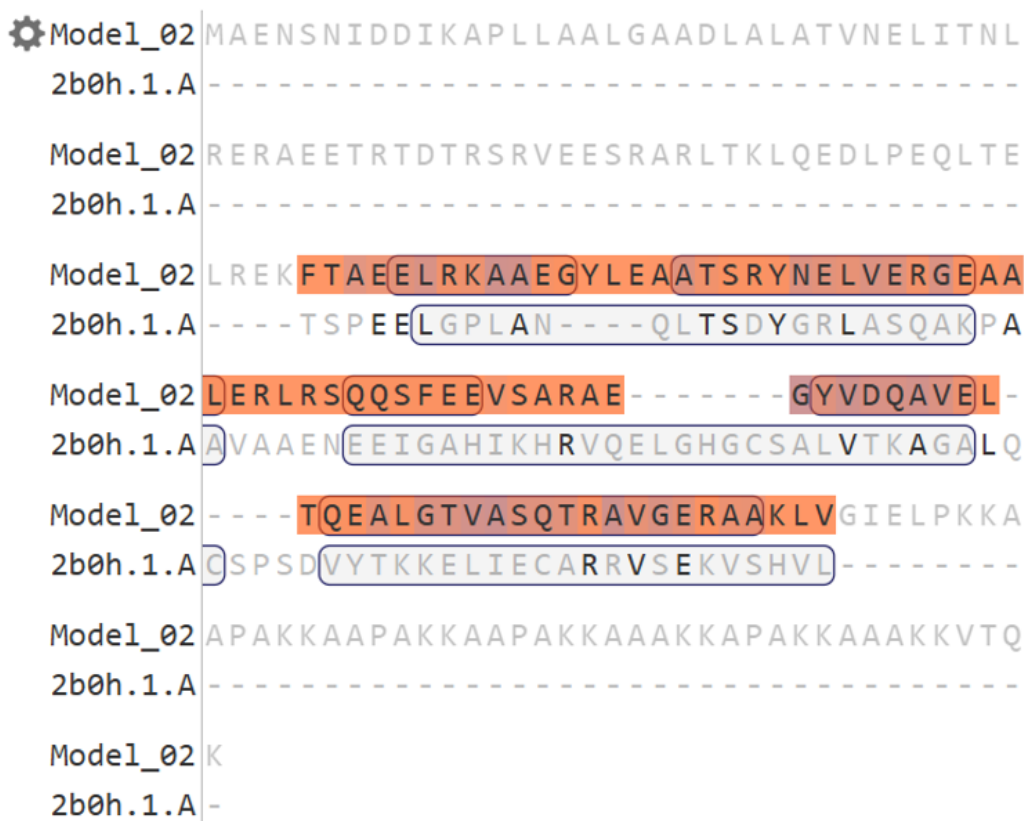 Model_02 MAENSNIDDIKAPLLAALGAADLALATVNELITNL
2b0h.1.A -----------------------------------
Model_02 RERAEETRTDTRSRVEESRARLTKLQEDLPEQLTE
2b0h.1.A -----------------------------------
Model_02 LREKFTAEELRKAAEGYLEAATSRYNELVERGEAA
2b0h.1.A ----TSPEELGPLAN----QLTSDYGRLASQAKPA
Model_02 LERLRSQQSFEEVSARAE-------GYVDQAVEL-
2b0h.1.A AVAAENEEIGAHIKHRVQELGHGCSALVTKAGALQ
Model_02 ----TQEALGTVASQTRAVGERAAKLVGIELPKKA
2b0h.1.A CSPSDVYTKKELIECARRVSEKVSHVL--------
Model_02 APAKKAAPAKKAAPAKKAAAKKAPAKKAAAKKVTQ
2b0h.1.A -----------------------------------
Model_02 K
2b0h.1.A -